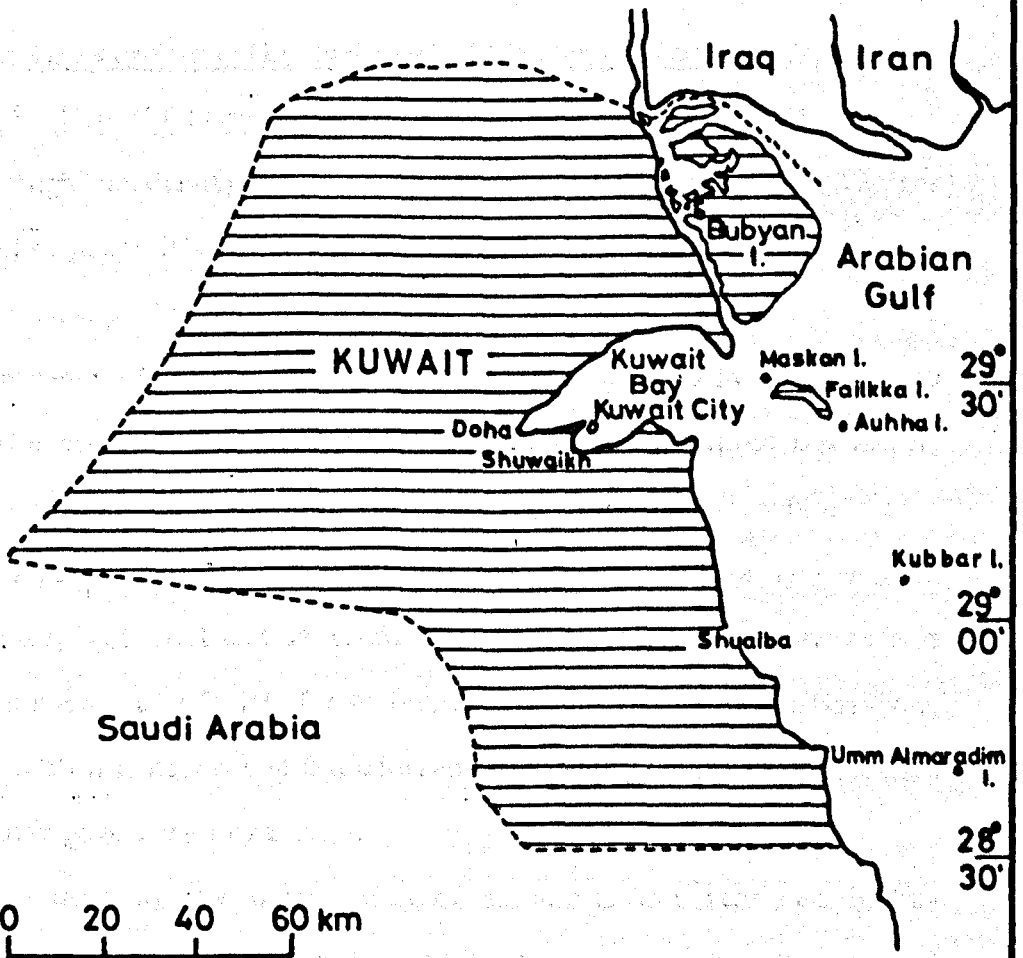 Iraq
Iran
Bubyan
I.
Arabian
Gulf
KUWAIT
Kuwait
Bay
Kuwait City
Maskan I.
Failkka I.
Auhha I.
29°
30'
Doha
Shuwaikh
Kubbar I.
29°
00'
Shuaiba
Saudi Arabia
Umm Almaradim
I.
28°
30'
0 20 40 60 km